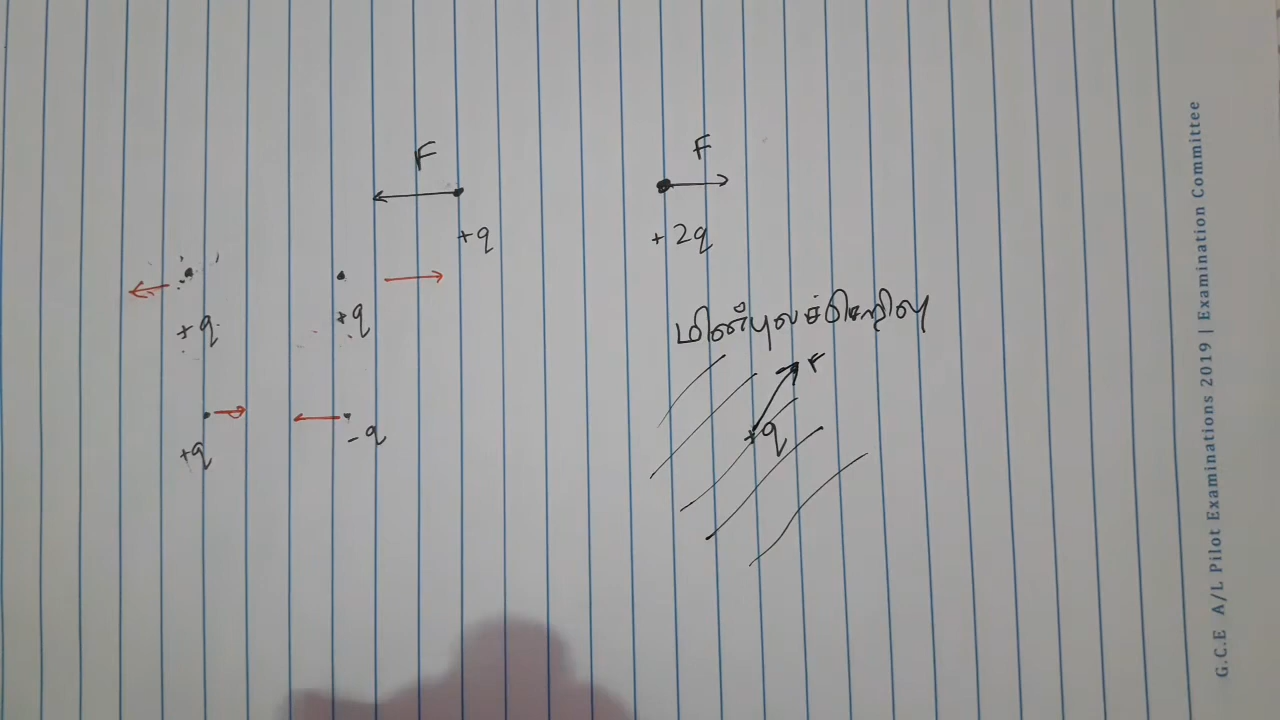 F
F
+q
+2q
+q
+q
மின்புலச்செறிவு
F
+q
+q
-q
G.C.E A/L Pilot Examinations 2019 | Examination Committee